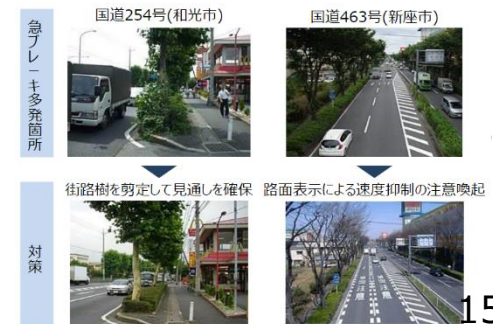 国道254号(和光市)
国道463号(新座市)
急ブレーキ多発箇所
街路樹を剪定して見通しを確保
路面表示による速度抑制の注意喚起
対策
15